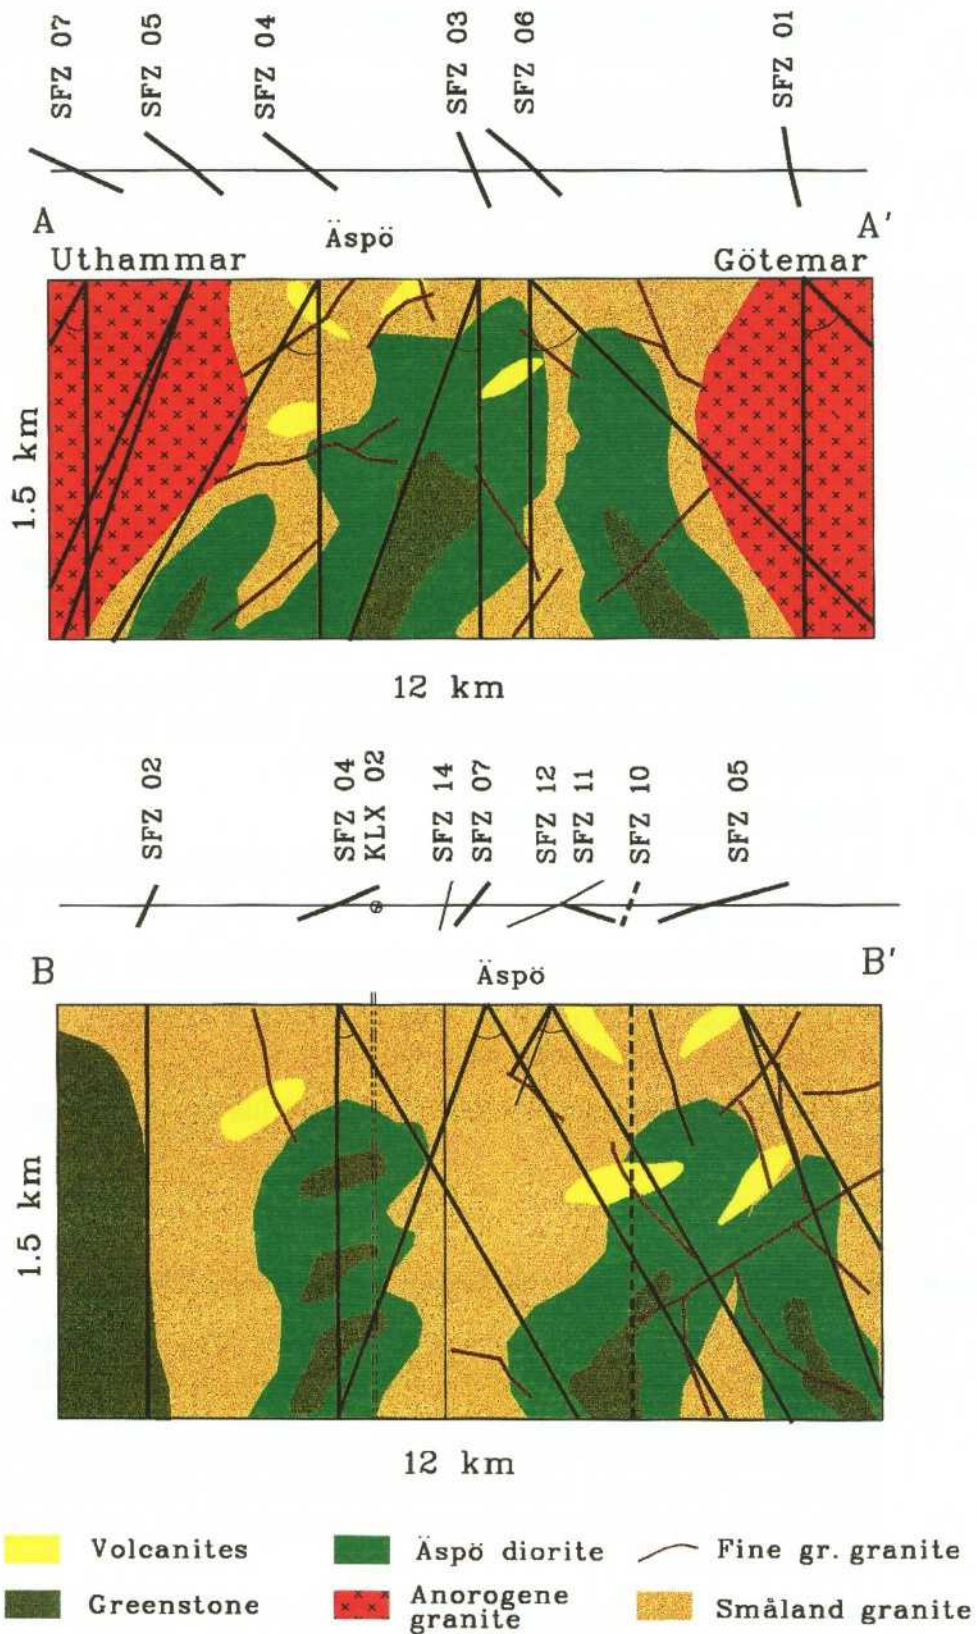 SFZ 07
SFZ 05
SFZ 04
SFZ 03
SFZ 06
SFZ 01
A
Äspö
A'
Uthammar
Götemar
1.5 km
12 km
SFZ 02
SFZ 04
KLX 02
SFZ 14
SFZ 07
SFZ 12
SFZ 11
SFZ 10
SFZ 05
B
Äspö
B'
1.5 km
12 km
Volcanites
Äspö diorite
Fine gr. granite
Greenstone
Anorogene
granite
Småland granite